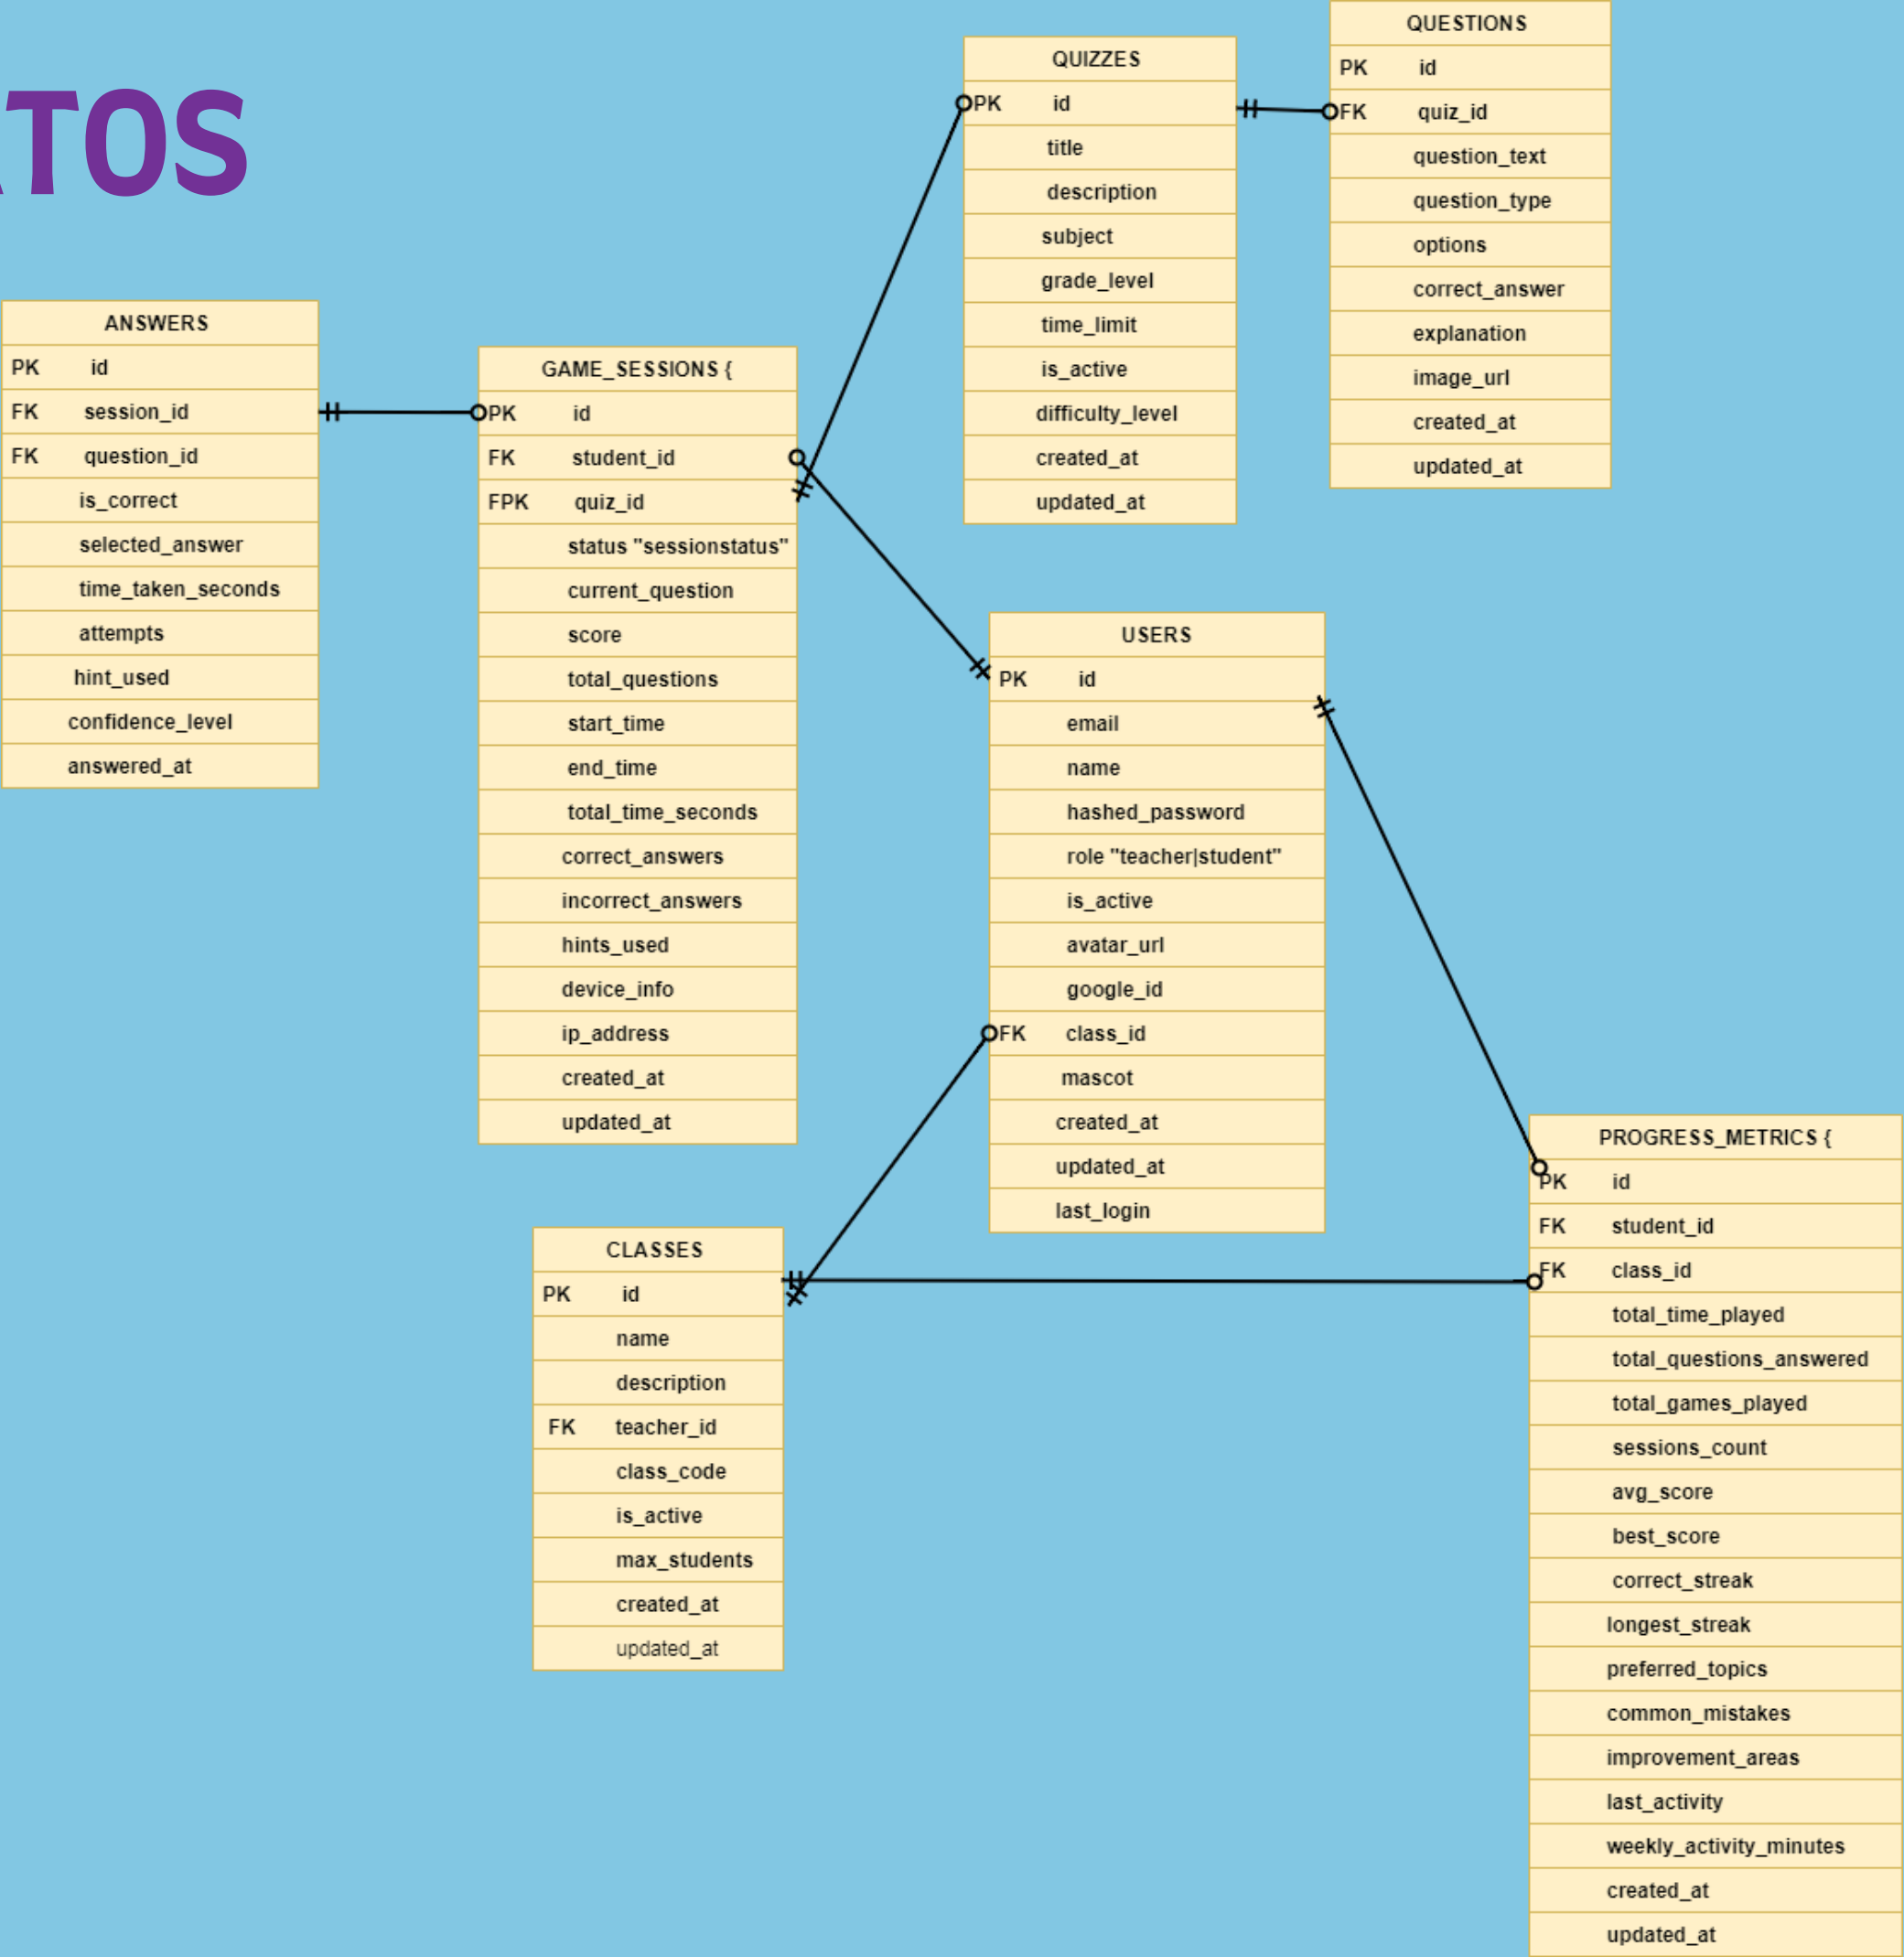 ATOS
ANSWERS
PK id
FK session_id
FK question_id
is_correct
selected_answer
time_taken_seconds
attempts
hint_used
confidence_level
answered_at
GAME_SESSIONS {
PK id
FK student_id
FPK quiz_id
status "sessionstatus"
current_question
score
total_questions
start_time
end_time
total_time_seconds
correct_answers
incorrect_answers
hints_used
device_info
ip_address
created_at
updated_at
QUIZZES
PK id
title
description
subject
grade_level
time_limit
is_active
difficulty_level
created_at
updated_at
QUESTIONS
PK id
FK quiz_id
question_text
question_type
options
correct_answer
explanation
image_url
created_at
updated_at
USERS
PK id
email
name
hashed_password
role "teacher|student"
is_active
avatar_url
google_id
FK class_id
mascot
created_at
updated_at
last_login
CLASSES
PK id
name
description
FK teacher_id
class_code
is_active
max_students
created_at
updated_at
PROGRESS_METRICS {
PK id
FK student_id
FK class_id
total_time_played
total_questions_answered
total_games_played
sessions_count
avg_score
best_score
correct_streak
longest_streak
preferred_topics
common_mistakes
improvement_areas
last_activity
weekly_activity_minutes
created_at
updated_at